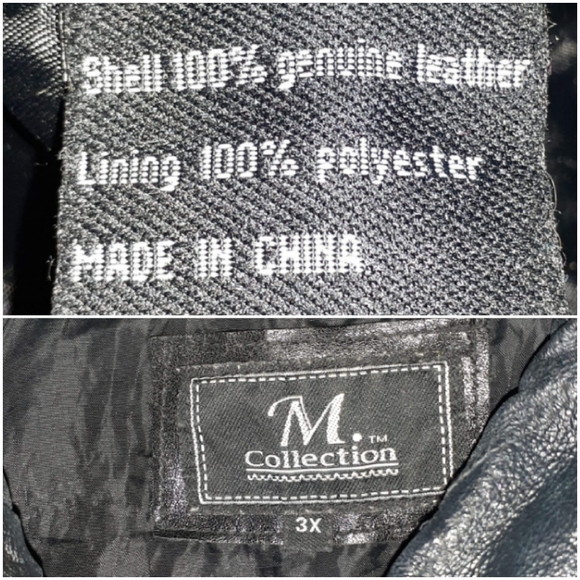 Shell 100% genuine leather
Lining 100% polyester
MADE IN CHINA
M.™
Collection
3X